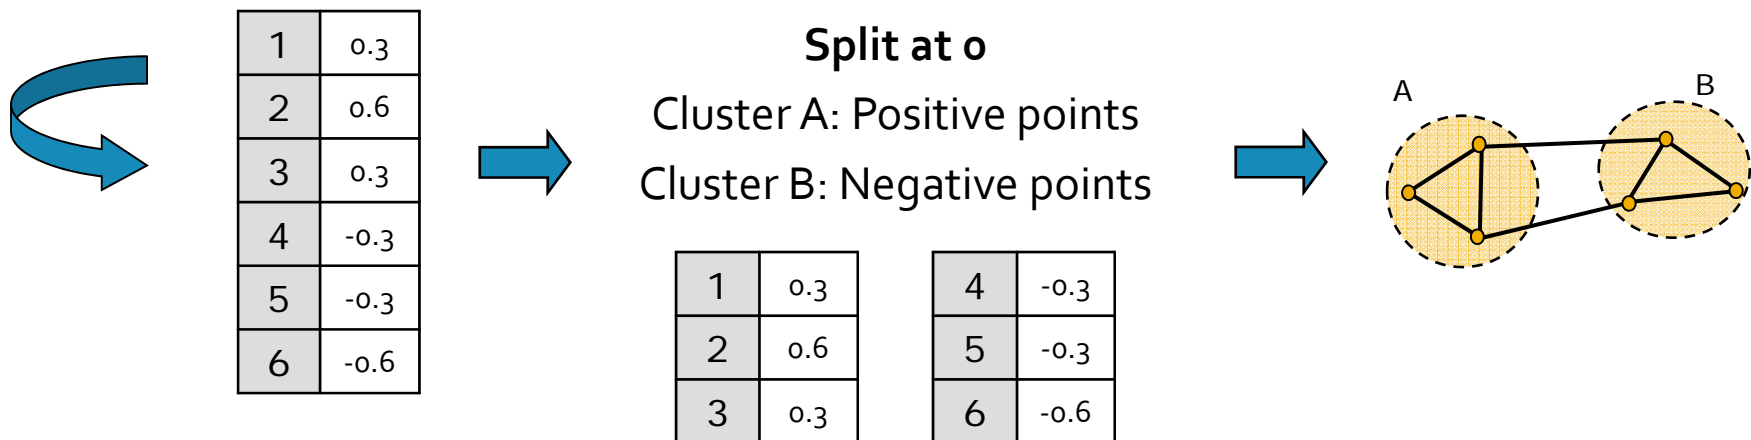 1 0.3
2 0.6
3 0.3
4 -0.3
5 -0.3
6 -0.6
Split at 0
Cluster A: Positive points
Cluster B: Negative points
1 0.3
2 0.6
3 0.3
4 -0.3
5 -0.3
6 -0.6
A
B